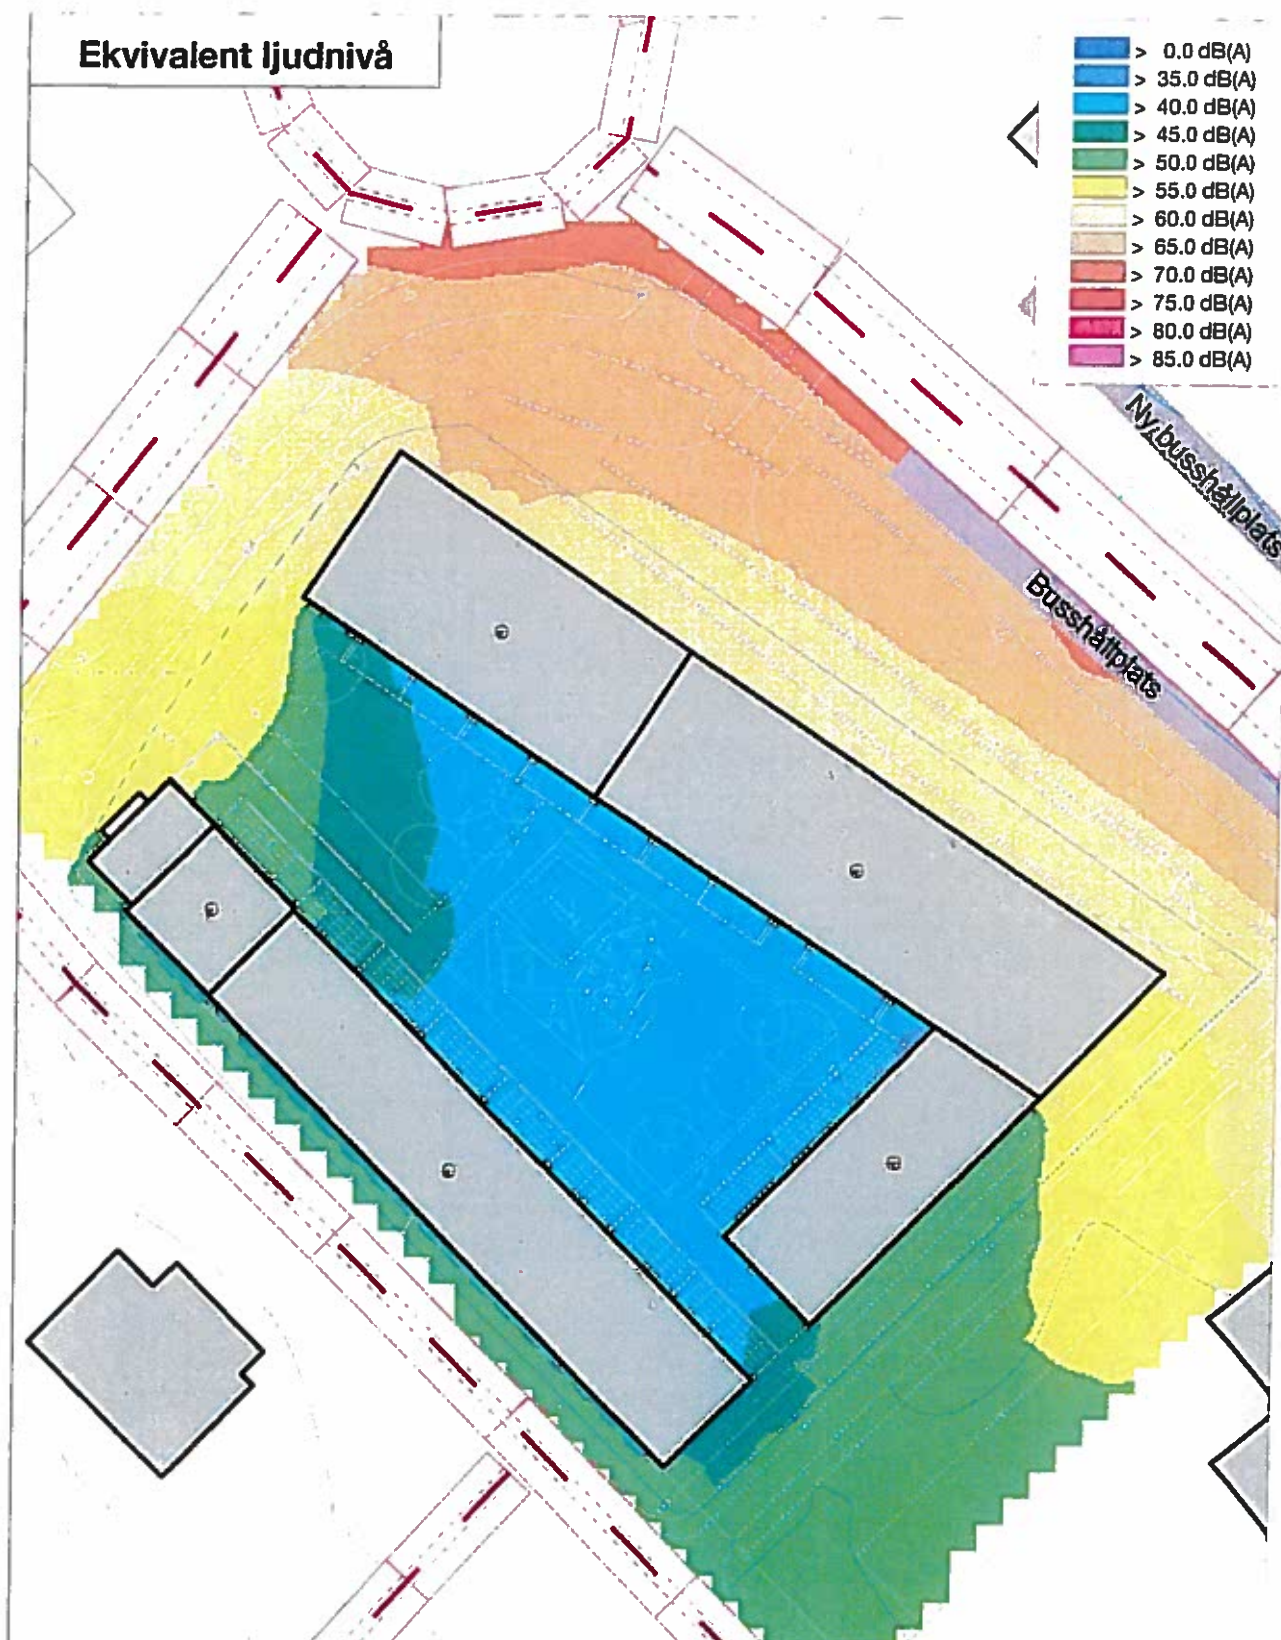 Ekvivalent ljudnivå
> 0.0 dB(A)
> 35.0 dB(A)
> 40.0 dB(A)
> 45.0 dB(A)
> 50.0 dB(A)
> 55.0 dB(A)
> 60.0 dB(A)
> 65.0 dB(A)
> 70.0 dB(A)
> 75.0 dB(A)
> 80.0 dB(A)
> 85.0 dB(A)
Ny busshållplats
Busshållplats